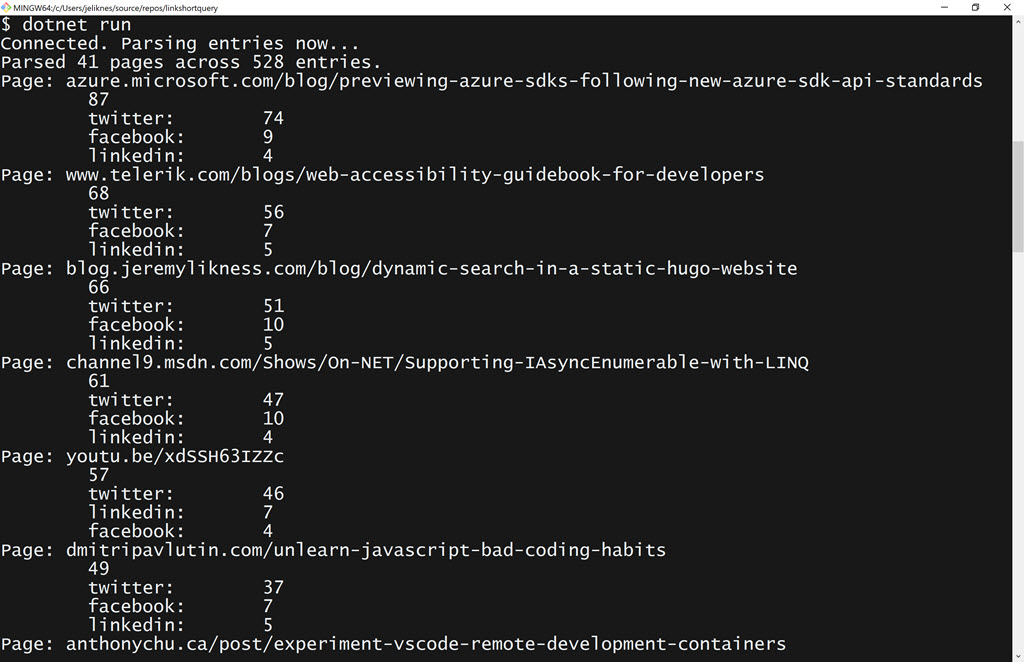 MINGW64:/c/Users/jeliknes/source/repos/linkshortquery
$ dotnet run
Connected. Parsing entries now...
Parsed 41 pages across 528 entries.
Page: azure.microsoft.com/blog/previewing-azure-sdks-following-new-azure-sdk-api-standards
87
twitter: 74
facebook: 9
linkedin: 4
Page: www.telerik.com/blogs/web-accessibility-guidebook-for-developers
68
twitter: 56
facebook: 7
linkedin: 5
Page: blog.jeremylikness.com/blog/dynamic-search-in-a-static-hugo-website
66
twitter: 51
facebook: 10
linkedin: 5
Page: channel9.msdn.com/Shows/On-NET/Supporting-IAsyncEnumerable-with-LINQ
61
twitter: 47
facebook: 10
linkedin: 4
Page: youtu.be/xdSSH63IZZc
57
twitter: 46
linkedin: 7
facebook: 4
Page: dmitripavlutin.com/unlearn-javascript-bad-coding-habits
49
twitter: 37
facebook: 7
linkedin: 5
Page: anthonychu.ca/post/experiment-vscode-remote-development-containers